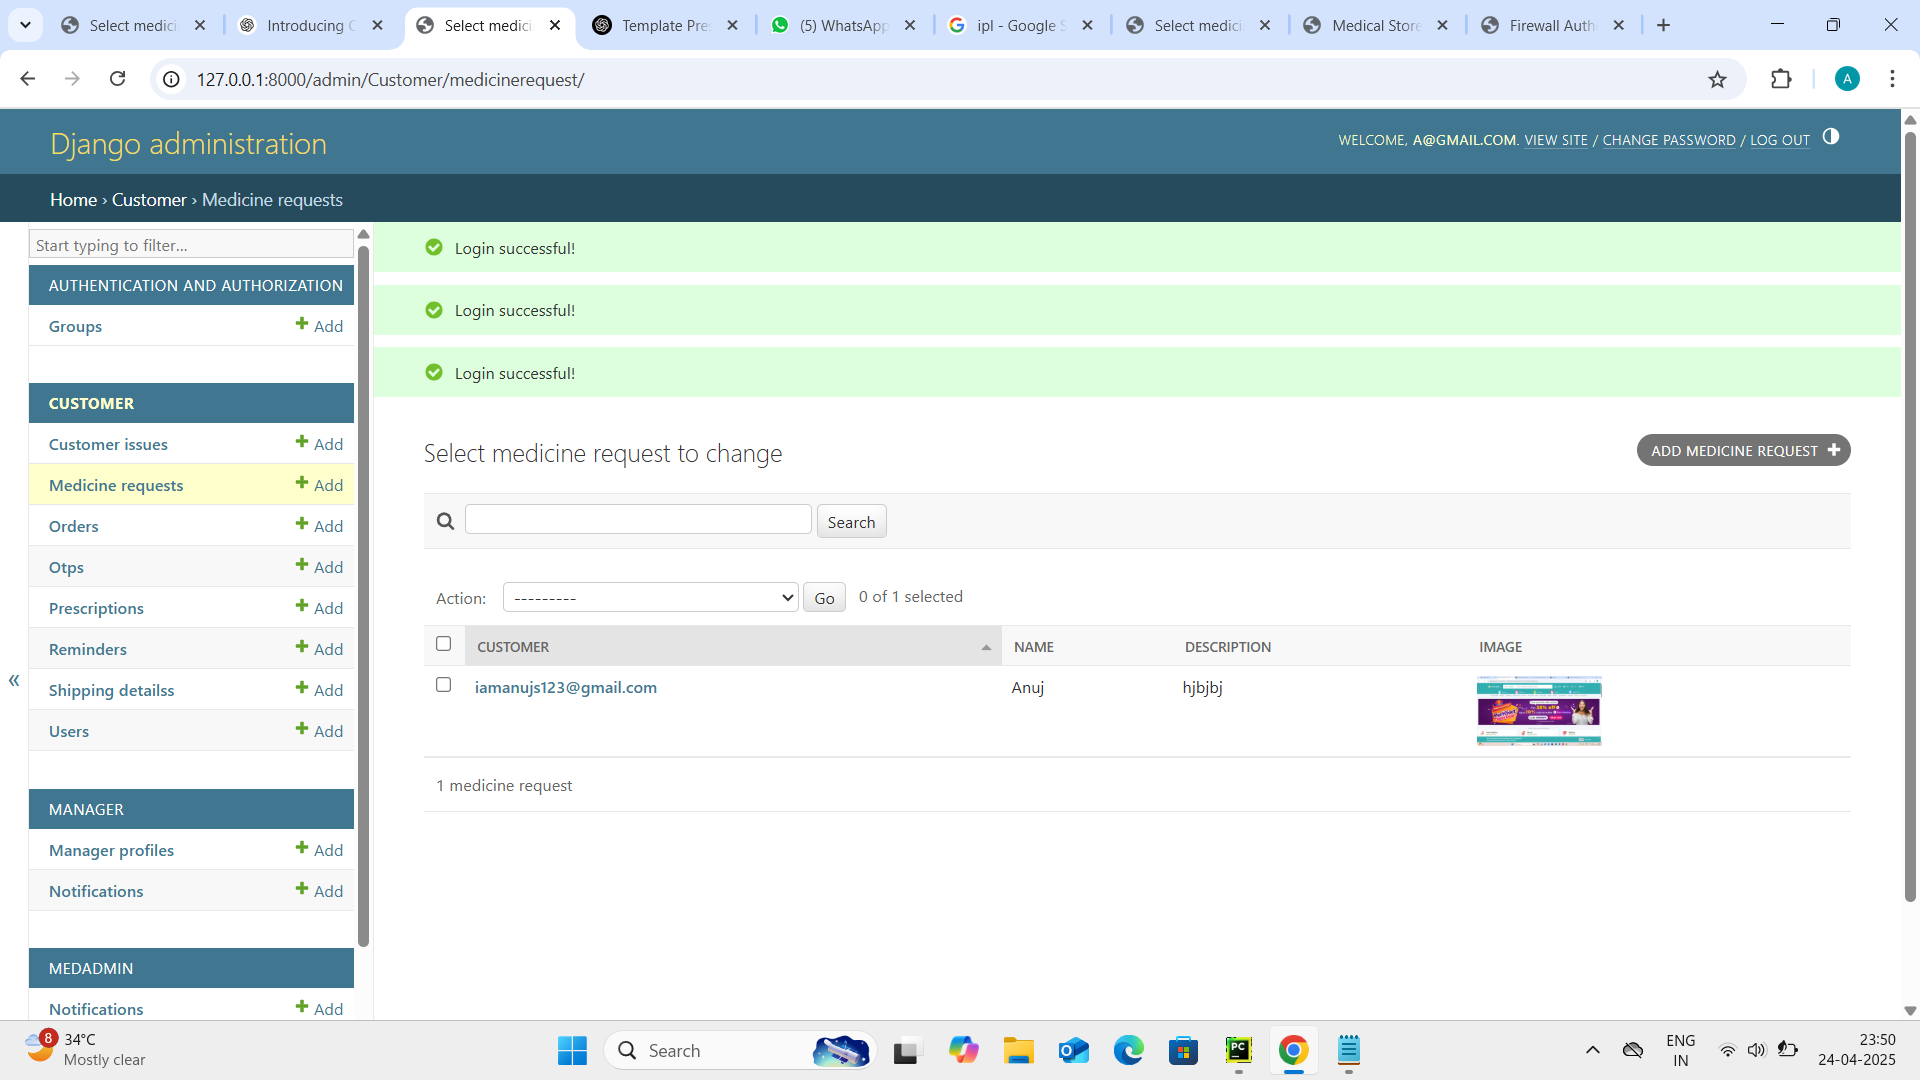 Select medici
Introducing C
Select medici
Template Pre
(5) WhatsApp
ipl - Google S
Select medici
Medical Store
Firewall Auth
127.0.0.1:8000/admin/Customer/medicinerequest/
A
Django administration
WELCOME, A@GMAIL.COM. VIEW SITE / CHANGE PASSWORD / LOG OUT
Home › Customer › Medicine requests
Start typing to filter...
AUTHENTICATION AND AUTHORIZATION
Groups
Add
CUSTOMER
Customer issues
Add
Medicine requests
Add
Orders
Add
Otps
Add
Prescriptions
Add
Reminders
Add
Shipping detailss
Add
Users
Add
MANAGER
Manager profiles
Add
Notifications
Add
MEDADMIN
Notifications
Add
«
Login successful!
Login successful!
Login successful!
Select medicine request to change
ADD MEDICINE REQUEST
Search
Action:
---------
Go
0 of 1 selected
CUSTOMER
NAME
DESCRIPTION
IMAGE
iamanujs123@gmail.com
Anuj
hjbjbj
1 medicine request
8
34°C
Mostly clear
Search
PC
ENG
IN
23:50
24-04-2025